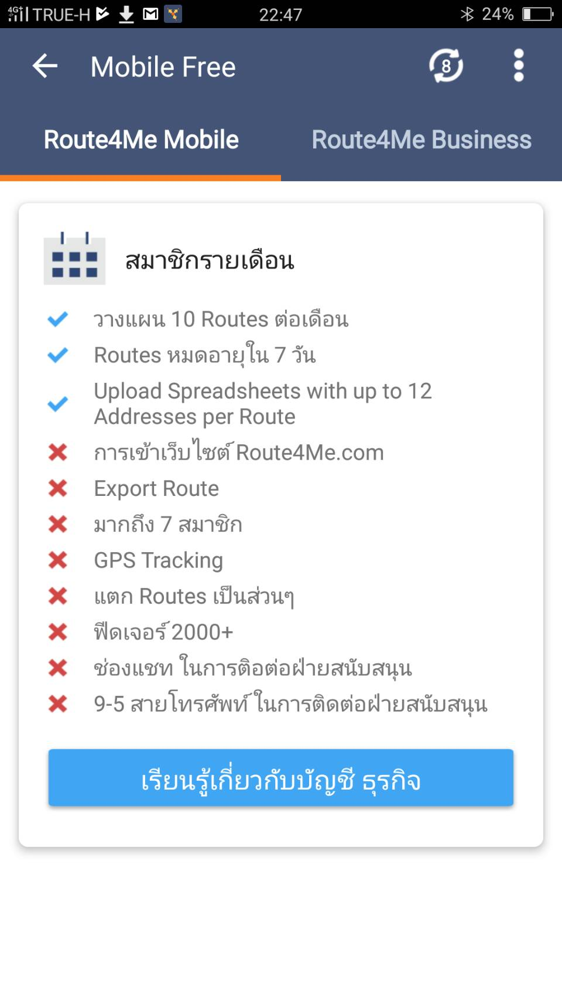 4G+ TRUE-H 22:47 24%
Mobile Free 8
Route4Me Mobile Route4Me Business
สมาชิกรายเดือน
วางแผน 10 Routes ต่อเดือน
Routes หมดอายุใน 7 วัน
Upload Spreadsheets with up to 12
Addresses per Route
การเข้าเว็บไซต์ Route4Me.com
Export Route
มากถึง 7 สมาชิก
GPS Tracking
แตก Routes เป็นส่วนๆ
ฟีดเจอร์ 2000+
ช่องแชท ในการติอต่อฝ่ายสนับสนุน
9-5 สายโทรศัพท์ ในการติดต่อฝ่ายสนับสนุน
เรียนรู้เกี่ยวกับบัญชี ธุรกิจ